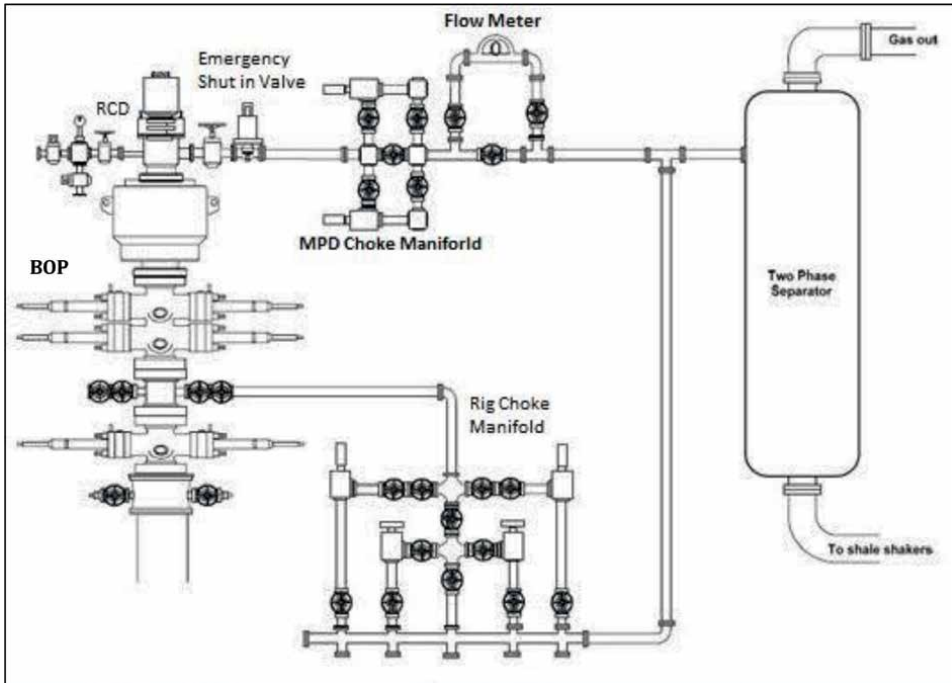 Flow Meter
Gas out
Emergency
Shut in Valve
RCD
MPD Choke Maniforld
BOP
Two Phase
Separator
Rig Choke
Manifold
To shale shakers